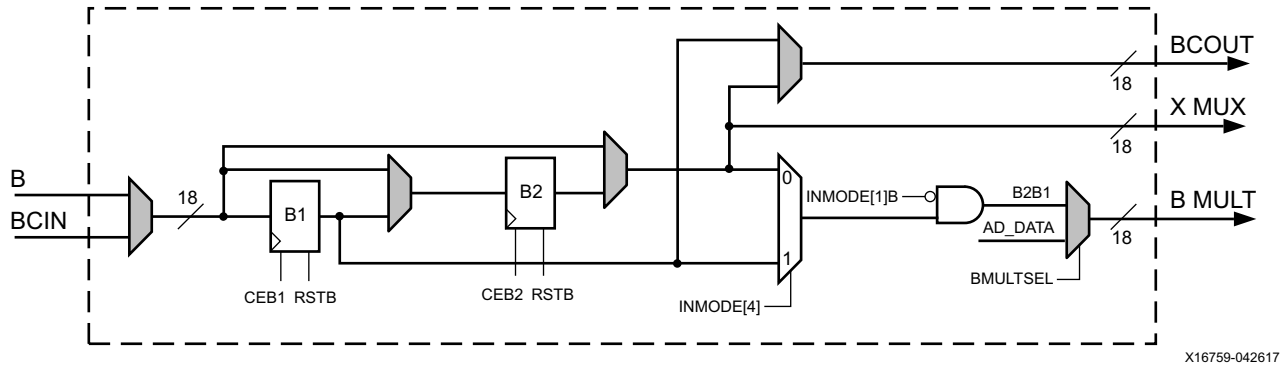 BCOUT
18
X MUX
18
B
18
BCIN
B1
B2
0
1
INMODE[1]B
B2B1
AD_DATA
B MULT
18
CEB1 RSTB
CEB2 RSTB
INMODE[4]
BMULTSEL
X16759-042617